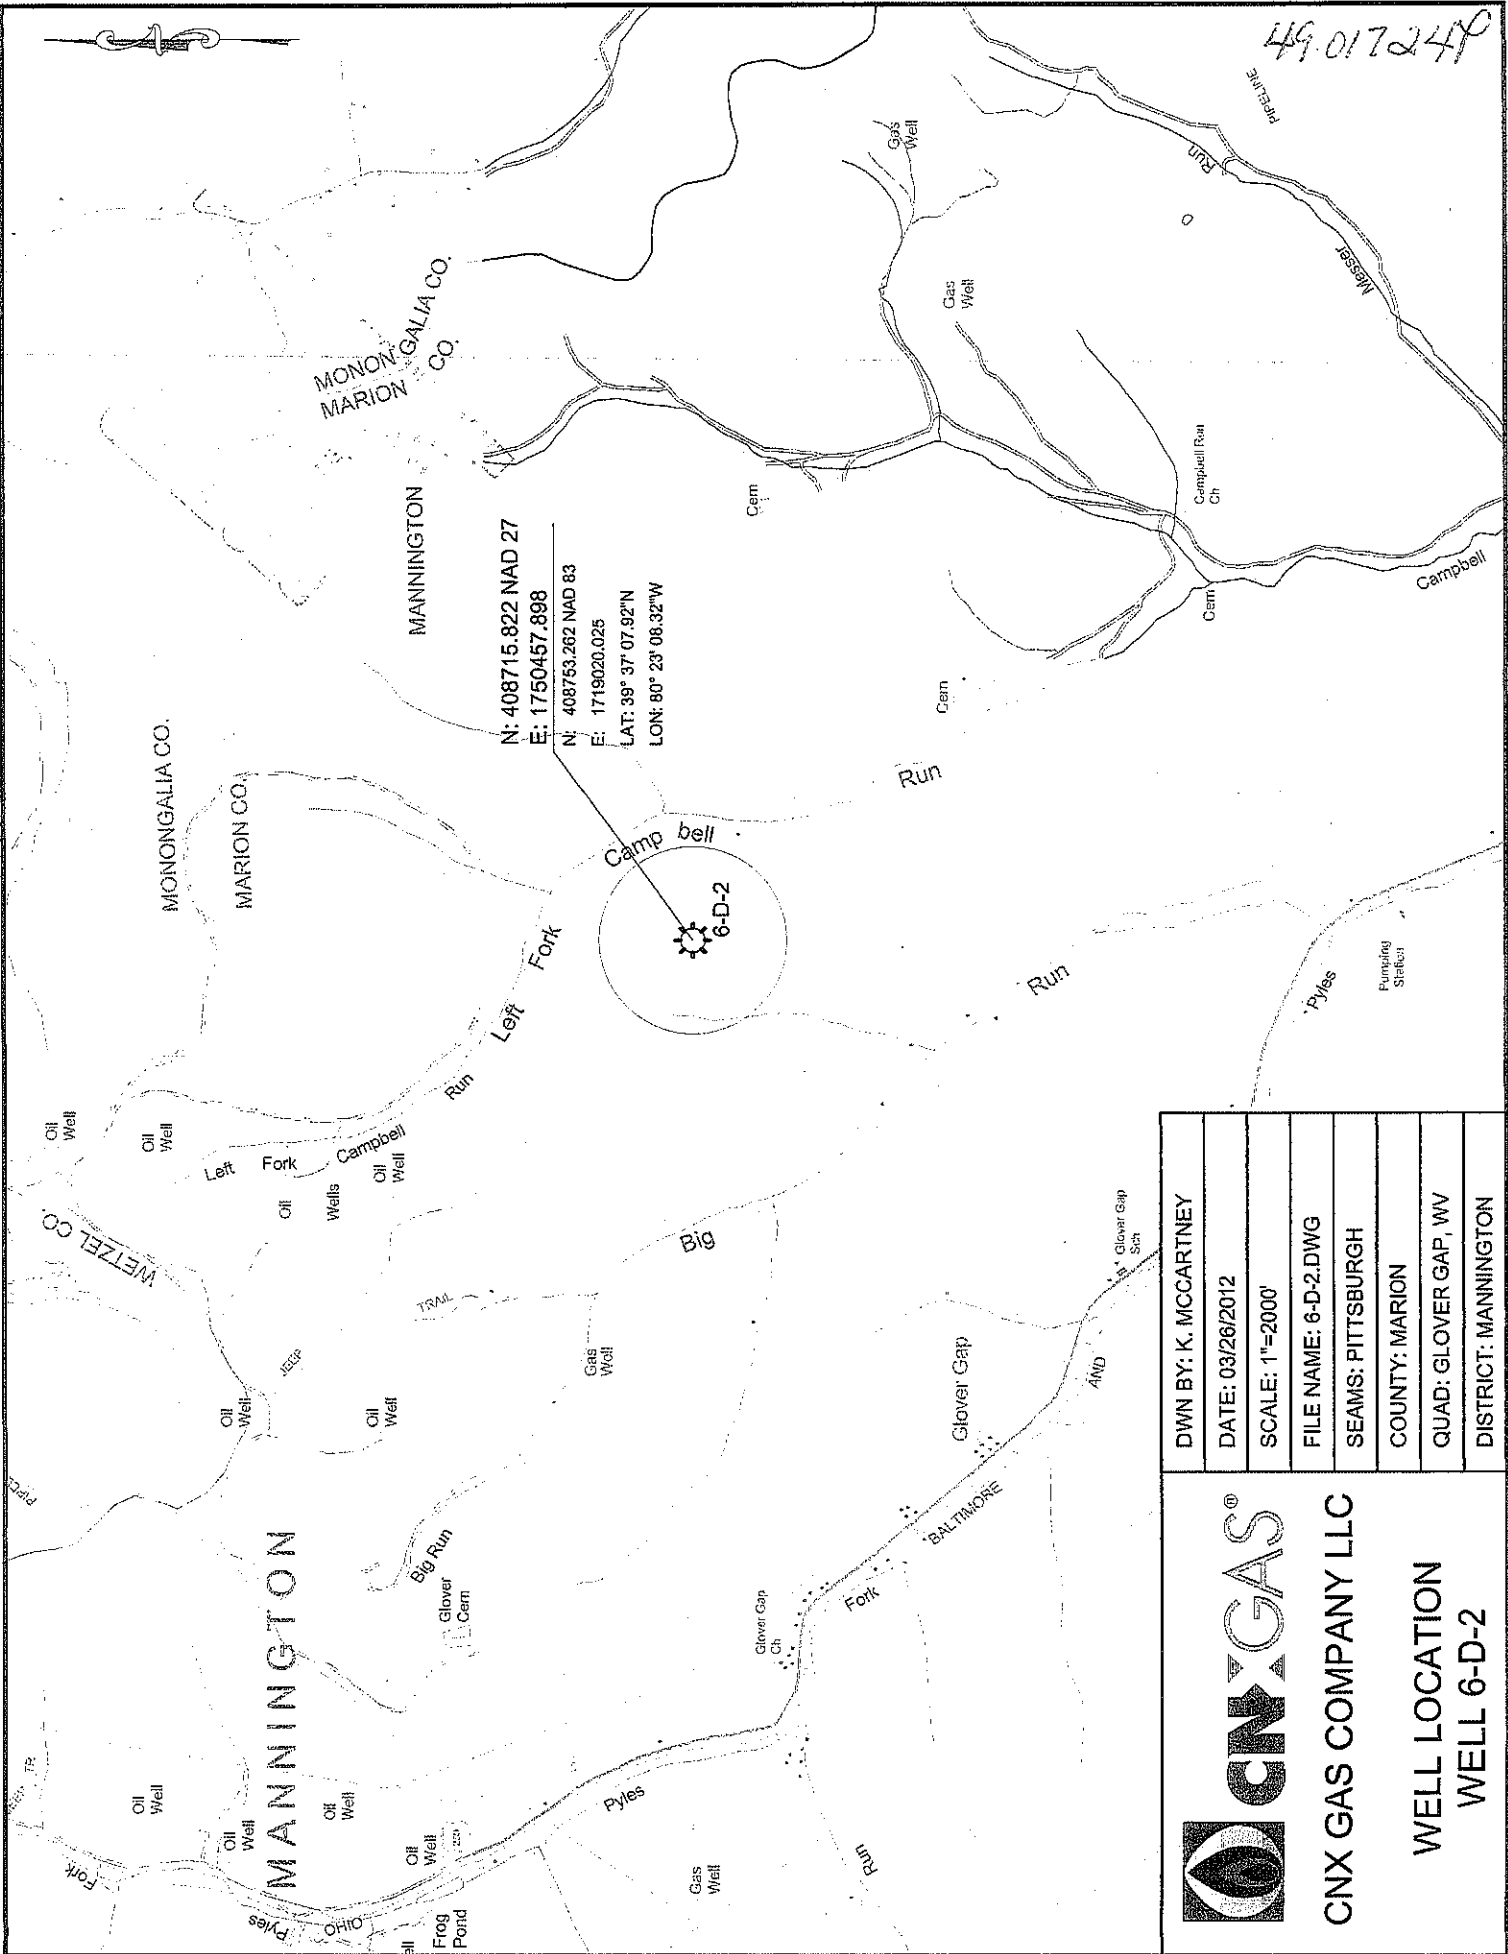 49.01724P
PIPELINE
Gas
Well
Run
Messer
Gas
Well
MONONGALIA CO.
MARION CO.
MANNINGTON
Cem
Campbell Run
Ch
Cem
Campbell
Cem
N: 408715.822 NAD 27
E: 1750457.898
N: 408753.262 NAD 83
E: 1719020.025
LAT: 39° 37' 07.92"N
LON: 80° 23' 08.32"W
MONONGALIA CO.
MARION CO.
Run
Camp bell
Fork
Left
6-D-2
Run
Pyles
Pumping
Station
Run
Oil
Well
Oil
Well
Left Fork Campbell
Oil
Well
Oil
Wells
WETZEL CO
Big
TRAIL
JEEP
Gas
Well
Oil
Well
Oil
Well
Glover Gap
Sch
AND
Glover Gap
BALTIMORE
Big Run
Glover
Cem
Glover Gap
Ch
Fork
MANNINGTON
Oil
Well
Oil
Well
Oil
Well
Oil
Well
Pyles
Fork
Pyles
OHIO
Frog
Pond
Gas
Well
Run
DWN BY: K. MCCARTNEY
DATE: 03/26/2012
SCALE: 1"=2000'
FILE NAME: 6-D-2.DWG
SEAMS: PITTSBURGH
COUNTY: MARION
QUAD: GLOVER GAP, WV
DISTRICT: MANNINGTON
CNX GAS®
CNX GAS COMPANY LLC
WELL LOCATION
WELL 6-D-2